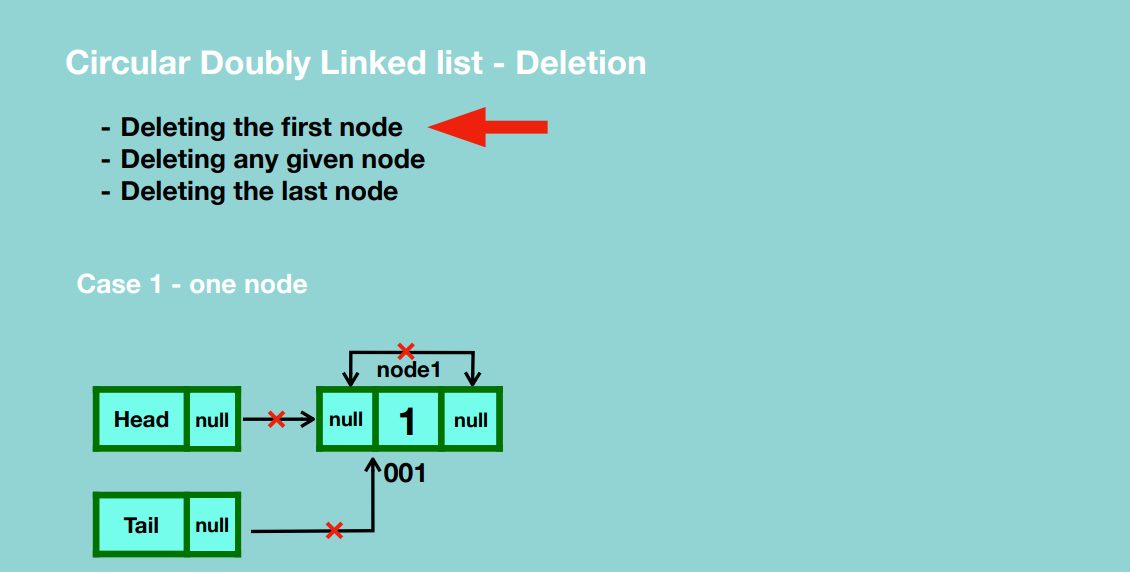 Circular Doubly Linked list - Deletion
- Deleting the first node
- Deleting any given node
- Deleting the last node
Case 1 - one node
node1
Head null null 1 null
001
Tail null